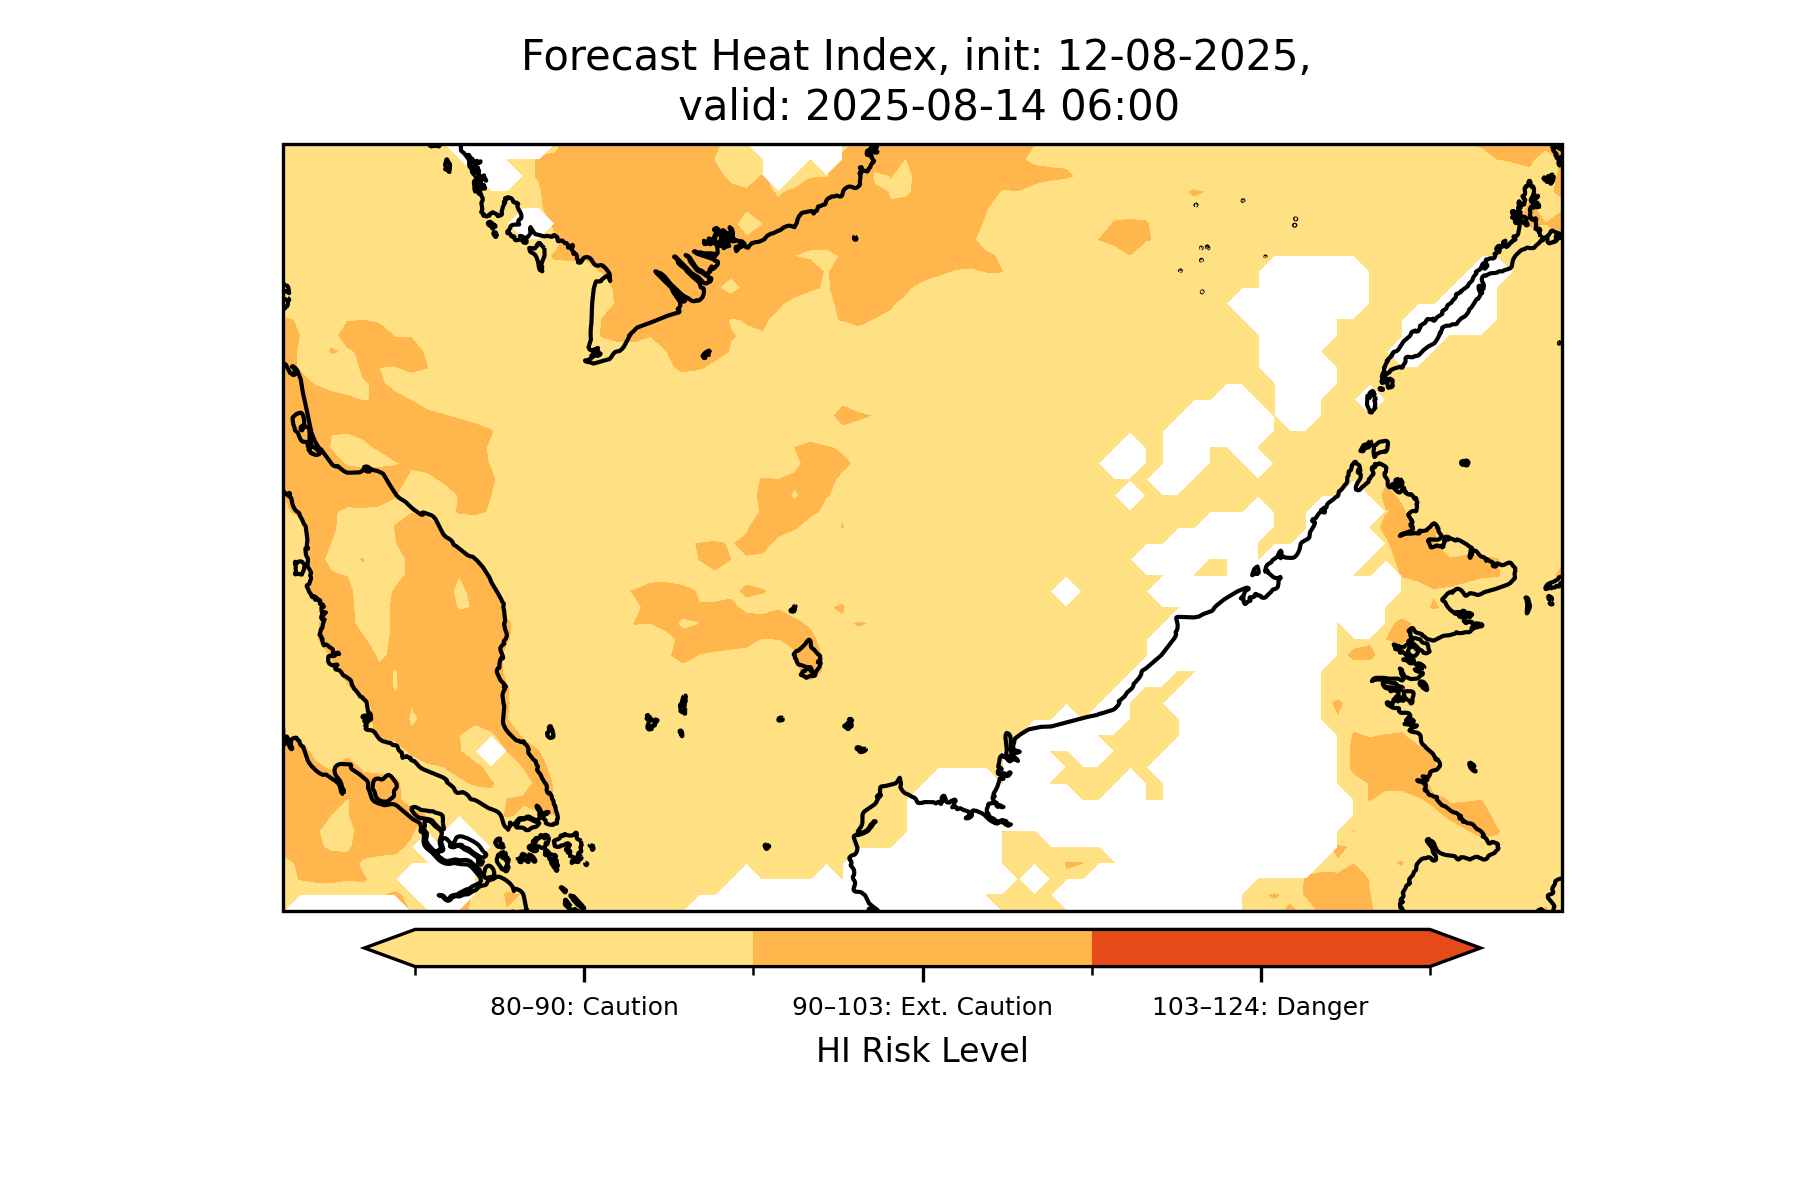 Forecast Heat Index, init: 12-08-2025,
valid: 2025-08-14 06:00
80–90: Caution
90–103: Ext. Caution
103–124: Danger
HI Risk Level